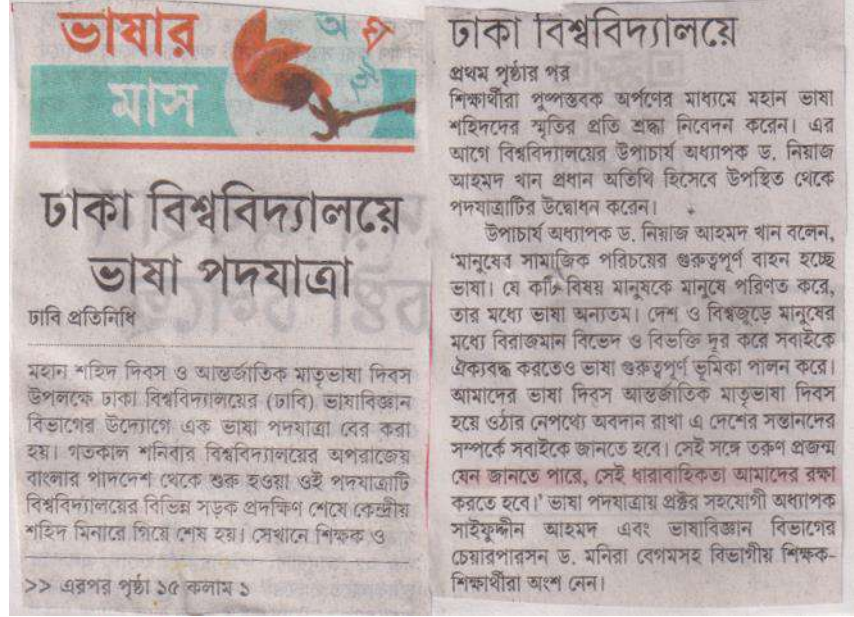 ভাষার
মাস
অ
ঢাকা বিশ্ববিদ্যালয়ে
ভাষা পদযাত্রা
ঢাবি প্রতিনিধি
মহান শহিদ দিবস ও আন্তর্জাতিক মাতৃভাষা দিবস
উপলক্ষে ঢাকা বিশ্ববিদ্যালয়ের (ঢাবি) ভাষাবিজ্ঞান
বিভাগের উদ্যোগে এক ভাষা পদযাত্রা বের করা
হয়। গতকাল শনিবার বিশ্ববিদ্যালয়ের অপরাজেয়
বাংলার পাদদেশ থেকে শুরু হওয়া ওই পদযাত্রাটি
বিশ্ববিদ্যালয়ের বিভিন্ন সড়ক প্রদক্ষিণ শেষে কেন্দ্রীয়
শহিদ মিনারে গিয়ে শেষ হয়। সেখানে শিক্ষক ও
>> এরপর পৃষ্ঠা ১৫ কলাম ১
ঢাকা বিশ্ববিদ্যালয়ে
প্রথম পৃষ্ঠার পর
শিক্ষার্থীরা পুষ্পস্তবক অর্পণের মাধ্যমে মহান ভাষা
শহিদদের স্মৃতির প্রতি শ্রদ্ধা নিবেদন করেন। এর
আগে বিশ্ববিদ্যালয়ের উপাচার্য অধ্যাপক ড. নিয়াজ
আহমদ খান প্রধান অতিথি হিসেবে উপস্থিত থেকে
পদযাত্রাটির উদ্বোধন করেন।
উপাচার্য অধ্যাপক ড. নিয়াজ আহমদ খান বলেন,
‘মানুষের সামাজিক পরিচয়ের গুরুত্বপূর্ণ বাহন হচ্ছে
ভাষা। যে কটি বিষয় মানুষকে মানুষে পরিণত করে,
তার মধ্যে ভাষা অন্যতম। দেশ ও বিশ্বজুড়ে মানুষের
মধ্যে বিরাজমান বিভেদ ও বিভক্তি দূর করে সবাইকে
ঐক্যবদ্ধ করতেও ভাষা গুরুত্বপূর্ণ ভূমিকা পালন করে।
আমাদের ভাষা দিবস আন্তর্জাতিক মাতৃভাষা দিবস
হয়ে ওঠার নেপথ্যে অবদান রাখা এ দেশের সন্তানদের
সম্পর্কে সবাইকে জানতে হবে। সেই সঙ্গে তরুণ প্রজন্ম
যেন জানতে পারে, সেই ধারাবাহিকতা আমাদের রক্ষা
করতে হবে।’ ভাষা পদযাত্রায় প্রক্টর সহযোগী অধ্যাপক
সাইফুদ্দীন আহমদ এবং ভাষাবিজ্ঞান বিভাগের
চেয়ারপারসন ড. মনিরা বেগমসহ বিভাগীয় শিক্ষক-
শিক্ষার্থীরা অংশ নেন।